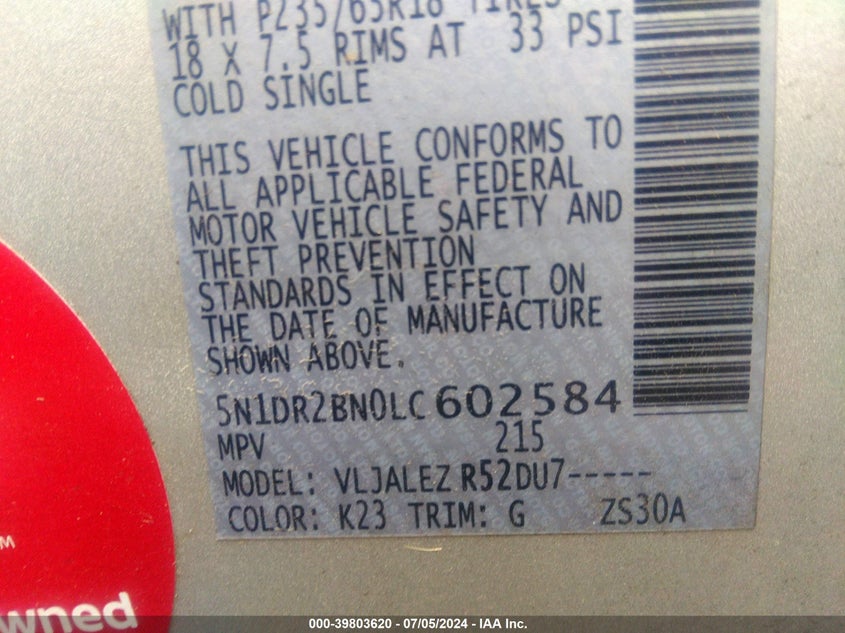 WITH P235/65R18 TIRES
18 X 7.5 RIMS AT 33 PSI
COLD SINGLE
THIS VEHICLE CONFORMS TO
ALL APPLICABLE FEDERAL
MOTOR VEHICLE SAFETY AND
THEFT PREVENTION
STANDARDS IN EFFECT ON
THE DATE OF MANUFACTURE
SHOWN ABOVE.
5N1DR2BN0LC602584
MPV 215
MODEL: VLJALEZ R52DU7-----
COLOR: K23 TRIM: G ZS30A
TM
wned
000-39803620 - 07/05/2024 - IAA Inc.